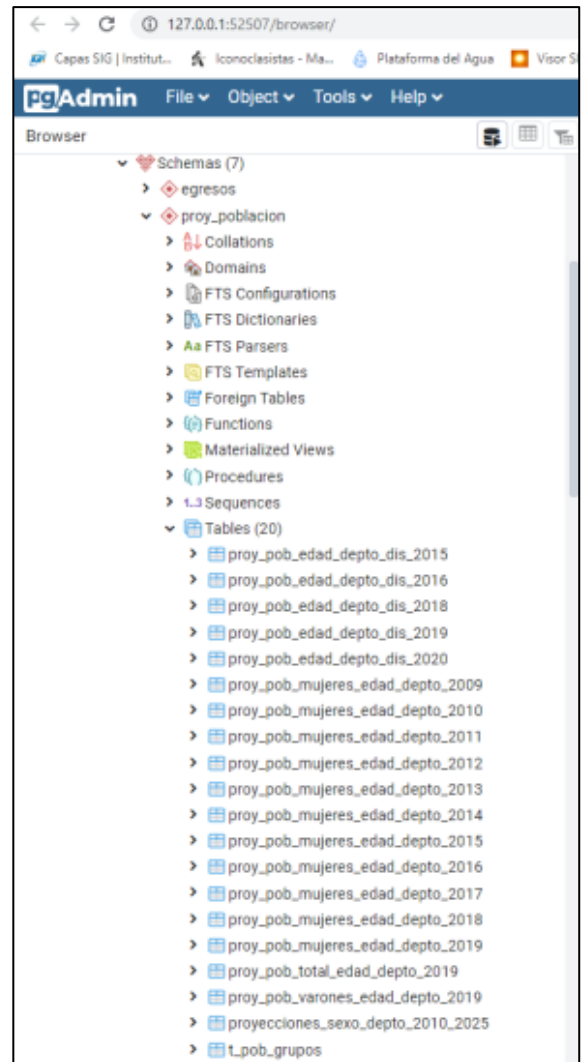 127.0.0.1:52507/browser/
Capas SIG | Institut... Iconoclasistas - Ma... Plataforma del Agua Visor S
pgAdmin File Object Tools Help
Browser
Schemas (7)
egresos
proy_poblacion
Collations
Domains
FTS Configurations
FTS Dictionaries
Aa FTS Parsers
FTS Templates
Foreign Tables
Functions
Materialized Views
Procedures
1..3 Sequences
Tables (20)
proy_pob_edad_depto_dis_2015
proy_pob_edad_depto_dis_2016
proy_pob_edad_depto_dis_2018
proy_pob_edad_depto_dis_2019
proy_pob_edad_depto_dis_2020
proy_pob_mujeres_edad_depto_2009
proy_pob_mujeres_edad_depto_2010
proy_pob_mujeres_edad_depto_2011
proy_pob_mujeres_edad_depto_2012
proy_pob_mujeres_edad_depto_2013
proy_pob_mujeres_edad_depto_2014
proy_pob_mujeres_edad_depto_2015
proy_pob_mujeres_edad_depto_2016
proy_pob_mujeres_edad_depto_2017
proy_pob_mujeres_edad_depto_2018
proy_pob_mujeres_edad_depto_2019
proy_pob_total_edad_depto_2019
proy_pob_varones_edad_depto_2019
proyecciones_sexo_depto_2010_2025
t_pob_grupos